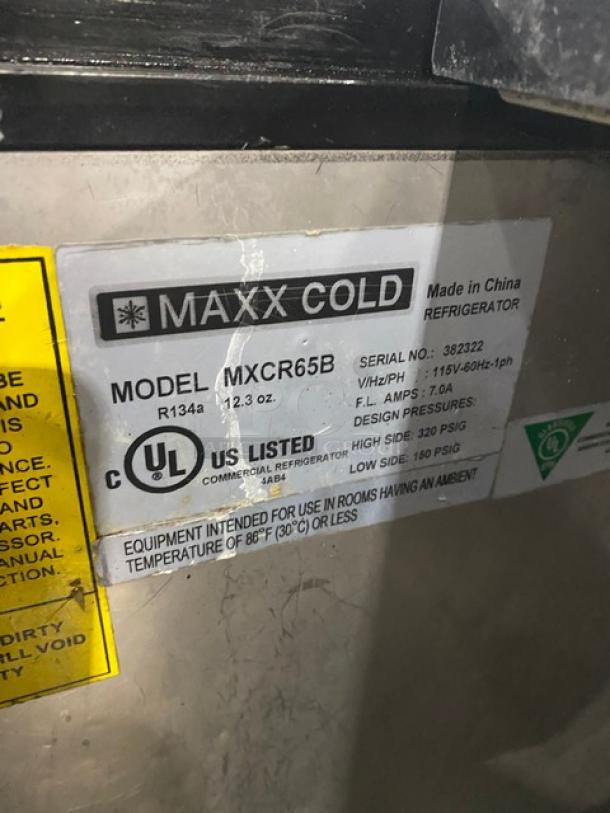 MAXX COLD
Made in China
REFRIGERATOR
MODEL MXCR65B
R134a 12.3 oz.
SERIAL NO.: 382322
V/Hz/PH : 115V-60Hz-1ph
F.L. AMPS : 7.0A
DESIGN PRESSURES:
HIGH SIDE: 320 PSIG
LOW SIDE: 150 PSIG
C UL ® US LISTED
COMMERCIAL REFRIGERATOR
4AB4
EQUIPMENT INTENDED FOR USE IN ROOMS HAVING AN AMBIENT
TEMPERATURE OF 86°F (30°C) OR LESS
BE
AND
IS
O
NCE.
FECT
AND
ARTS,
SSOR.
ANUAL
CTION.
DIRTY
ILL VOID
TY
UL